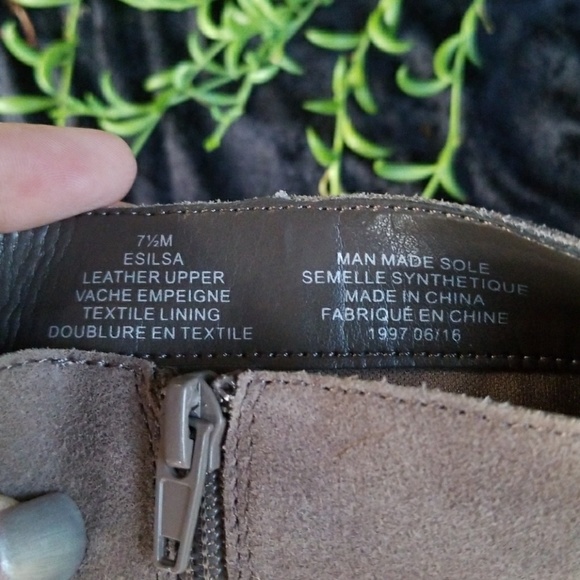 7½M
ESILSA
LEATHER UPPER
VACHE EMPEIGNE
TEXTILE LINING
DOUBLURE EN TEXTILE
MAN MADE SOLE
SEMELLE SYNTHETIQUE
MADE IN CHINA
FABRIQUÉ EN CHINE
1997 06/16